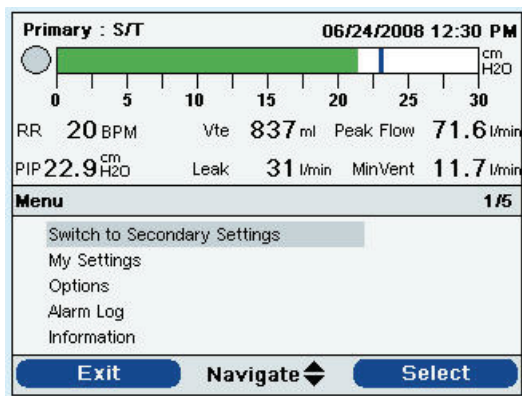 Primary : S/T 06/24/2008 12:30 PM
cm
H2O
0 5 10 15 20 25 30
RR 20 BPM Vte 837 ml Peak Flow 71.6 l/min
PIP 22.9 cm H2O Leak 31 l/min MinVent 11.7 l/min
Menu 1/5
Switch to Secondary Settings
My Settings
Options
Alarm Log
Information
Exit Navigate Select